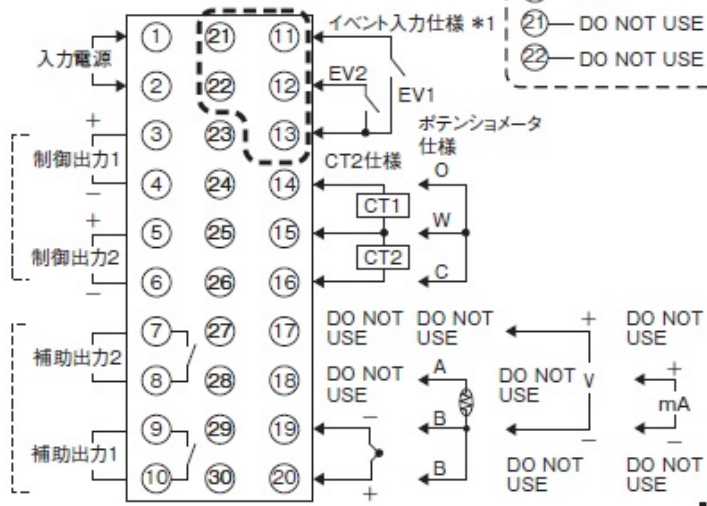 入力電源
制御出力1
+
−
制御出力2
+
−
補助出力2
補助出力1
① ㉑ ⑪
② ㉒ ⑫
③ ㉓ ⑬
④ ㉔ ⑭
⑤ ㉕ ⑮
⑥ ㉖ ⑯
⑦ ㉗ ⑰
⑧ ㉘ ⑱
⑨ ㉙ ⑲
⑩ ㉚ ⑳
イベント入力仕様 *1
EV2
EV1
㉑ DO NOT USE
㉒ DO NOT USE
CT2仕様
CT1
CT2
ポテンショメータ
仕様
O
W
C
DO NOT
USE
DO NOT
USE
−
+
DO NOT
USE
A
B
B
+
DO NOT
USE
V
−
DO NOT
USE
DO NOT
USE
+
mA
−
DO NOT
USE